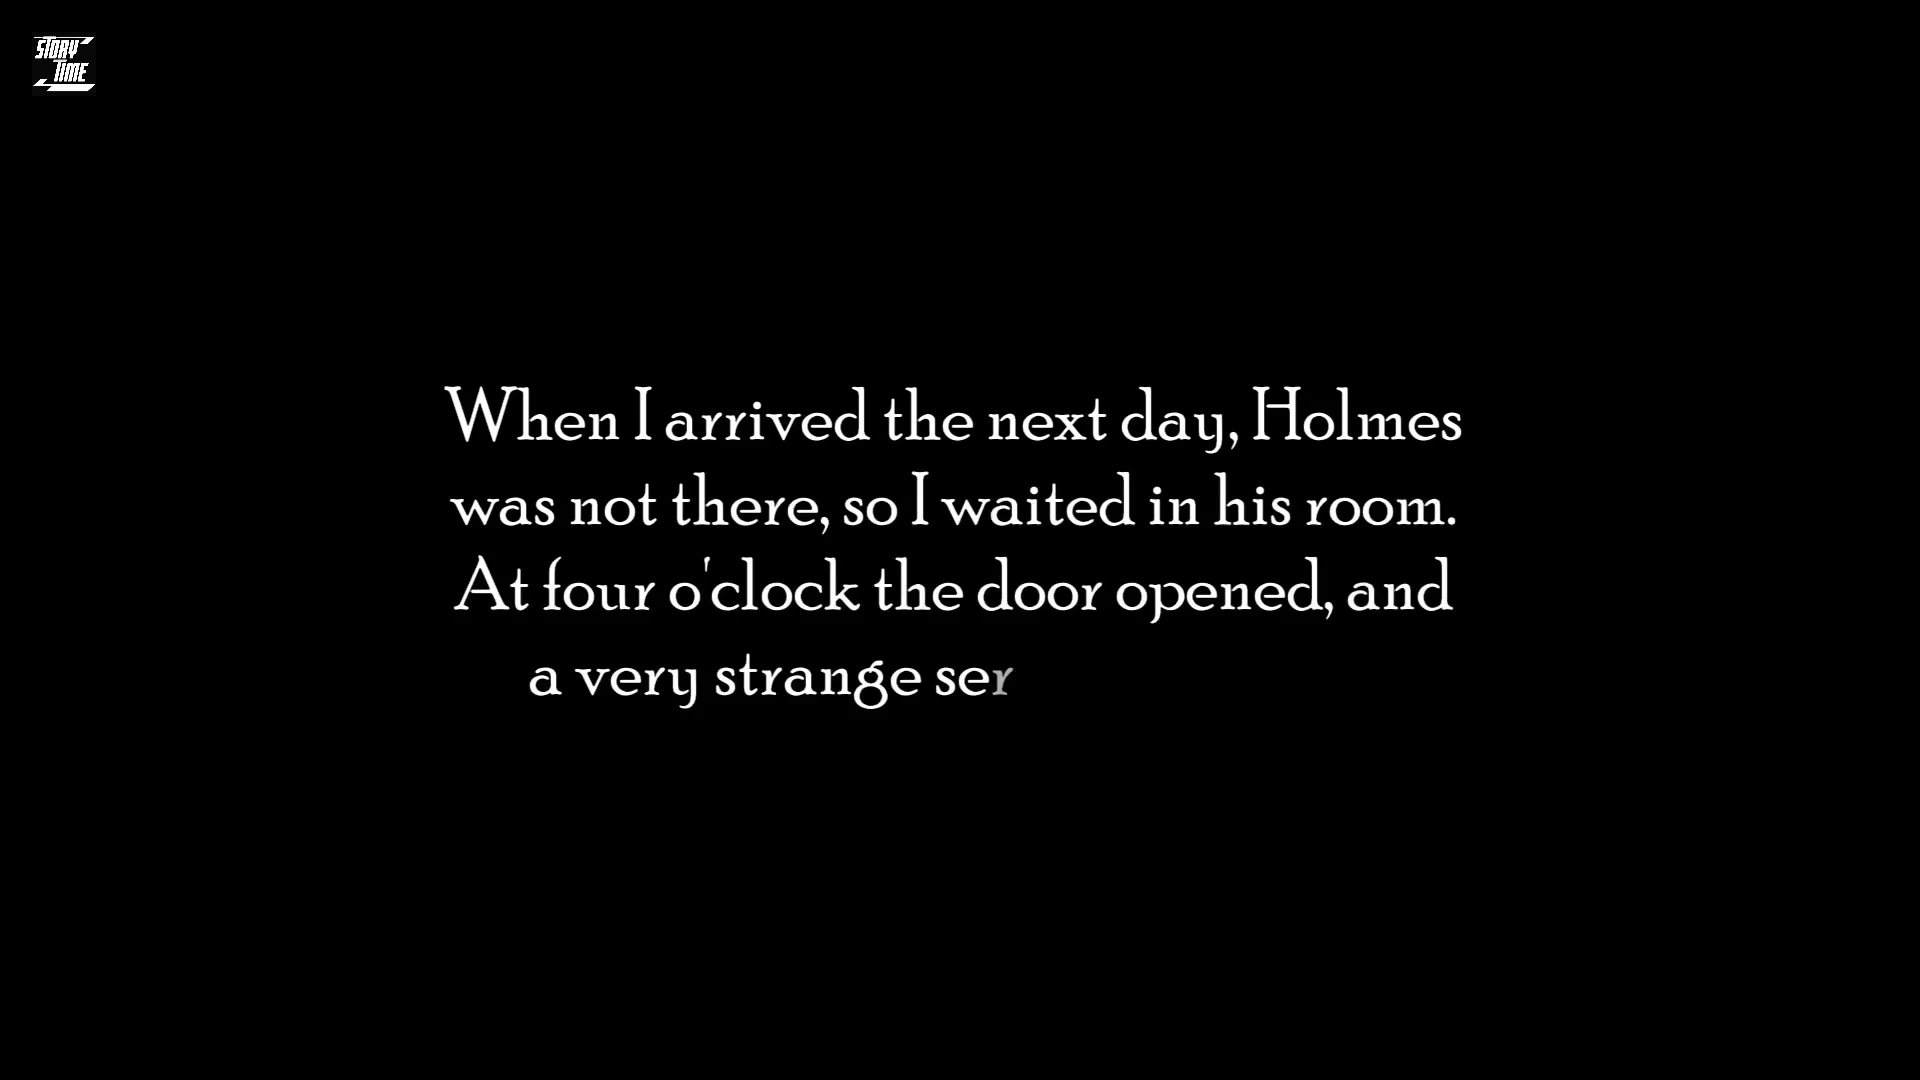 STORY
TIME
When I arrived the next day, Holmes
was not there, so I waited in his room.
At four o'clock the door opened, and
a very strange ser